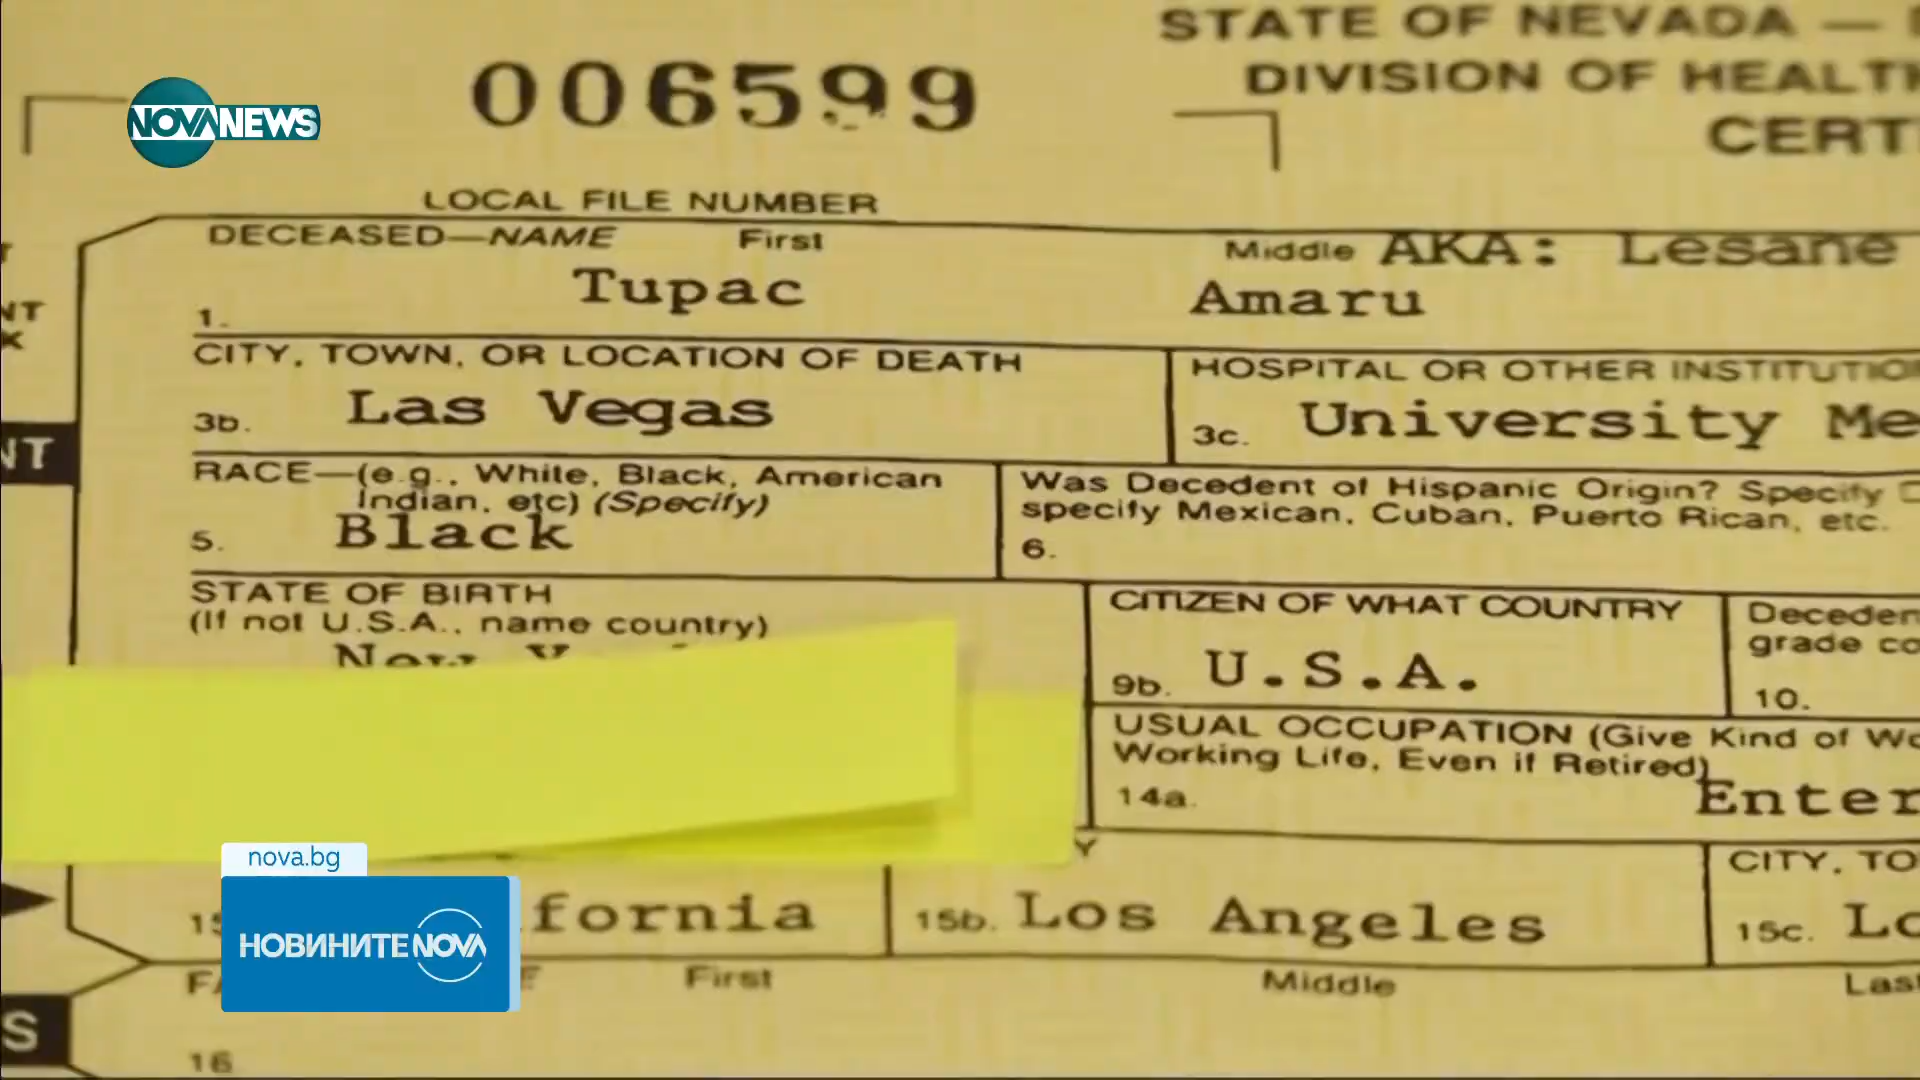 STATE OF NEVADA —
006599
DIVISION OF HEALTH
NOVANEWS
LOCAL FILE NUMBER
DECEASED—NAME First
Middle AKA: Lesane
Tupac
Amaru
1.
NT
CITY, TOWN, OR LOCATION OF DEATH
HOSPITAL OR OTHER
3b. Las Vegas
3c. University
NT
RACE—(e.g., White, Black, American
Indian, etc) (Specify)
Was Decedent of Hispanic Origin? Specify
specify Mexican, Cuban, Puerto Rican, etc.
5. Black
6.
STATE OF BIRTH
(If not U.S.A., name country)
CITIZEN OF WHAT COUNTRY
grade
9b. U.S.A.
10.
USUAL OCCUPATION (Give Kind of
Working Life, Even if Retired)
14a.
Y
nova.bg
CITY,
fornia
15b. Los Angeles
15c.
НОВИНИТЕ NOVA
First
Middle
S
16.